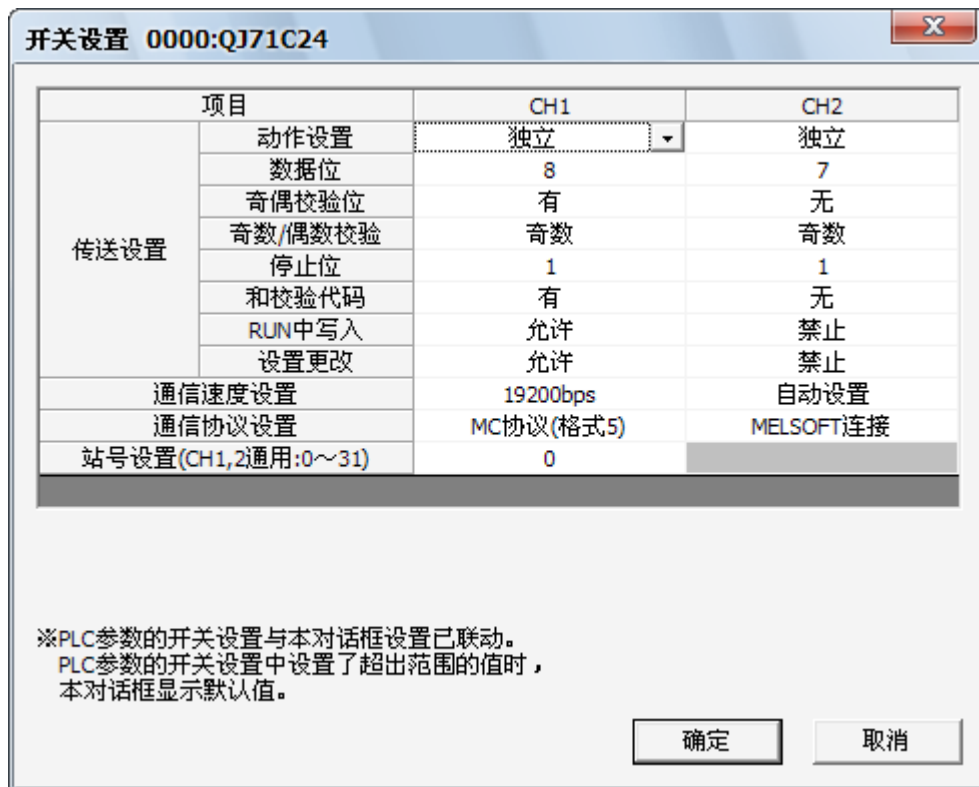 开关设置 0000:QJ71C24
项目 CH1 CH2
传送设置
动作设置 独立 独立
数据位 8 7
奇偶校验位 有 无
奇数/偶数校验 奇数 奇数
停止位 1 1
和校验代码 有 无
RUN中写入 允许 禁止
设置更改 允许 禁止
通信速度设置 19200bps 自动设置
通信协议设置 MC协议(格式5) MELSOFT连接
站号设置(CH1,2通用:0～31) 0
※PLC参数的开关设置与本对话框设置已联动。
PLC参数的开关设置中设置了超出范围的值时，
本对话框显示默认值。
确定 取消